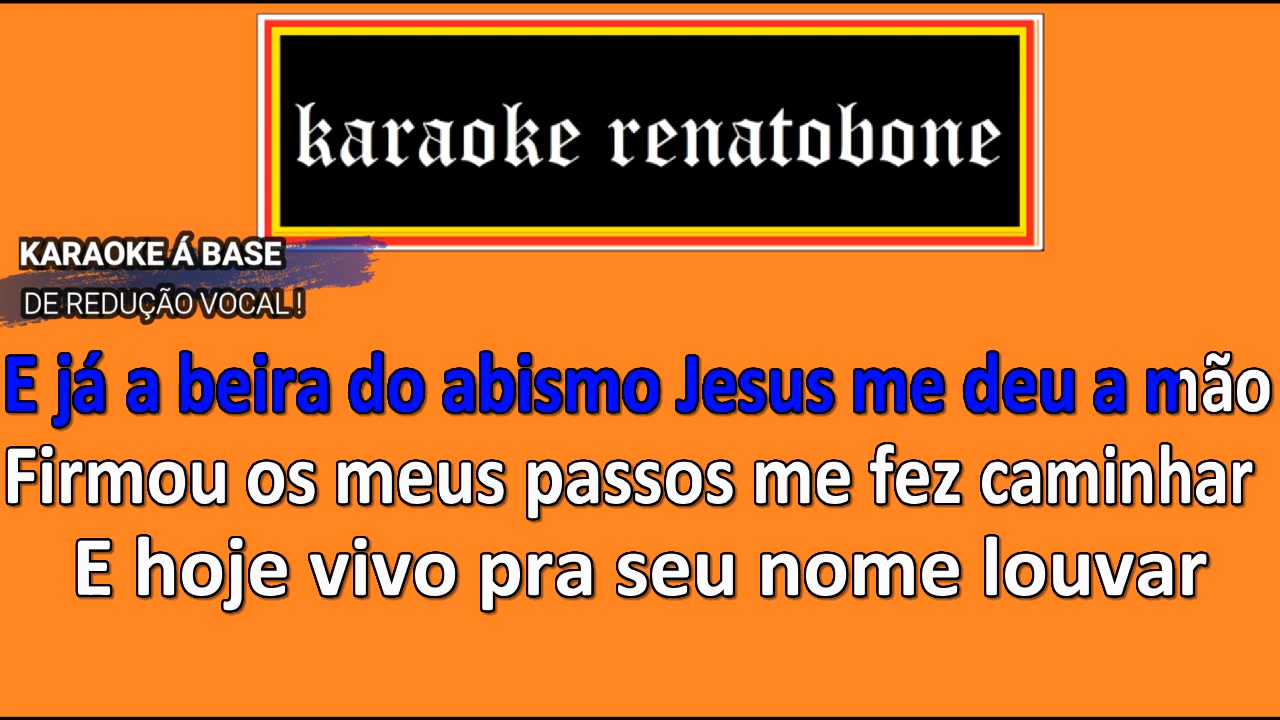 karaoke renatobone
KARAOKE Á BASE
DE REDUÇÃO VOCAL !
E já a beira do abismo Jesus me deu a mão
Firmou os meus passos me fez caminhar
E hoje vivo pra seu nome louvar